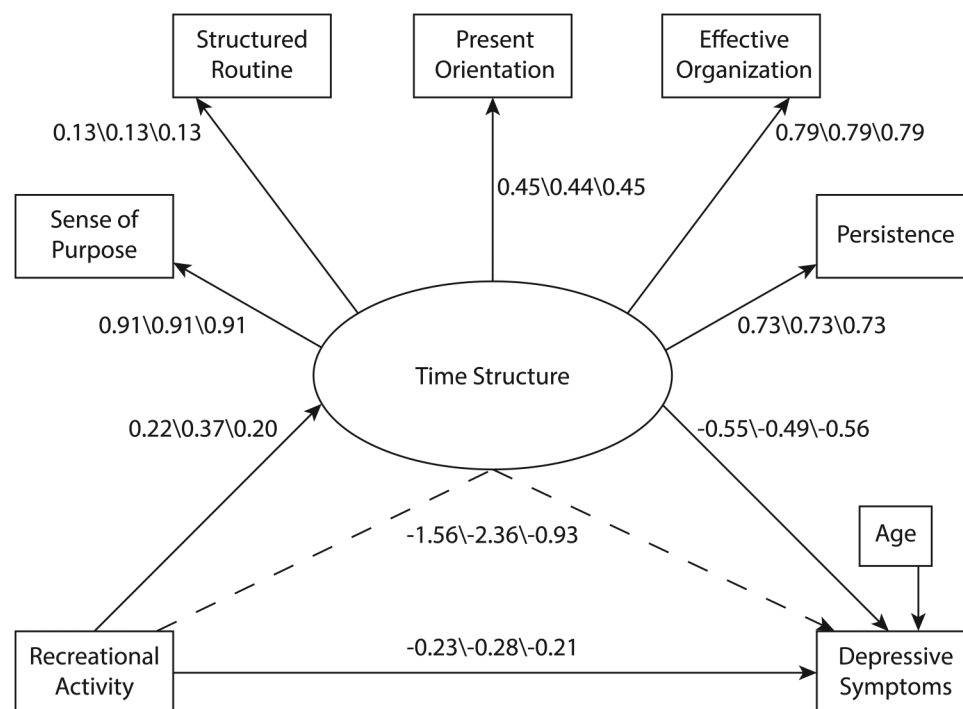 Structured
Routine
Present
Orientation
Effective
Organization
0.13\0.13\0.13
0.79\0.79\0.79
0.45\0.44\0.45
Sense of
Purpose
Persistence
0.91\0.91\0.91
0.73\0.73\0.73
Time Structure
0.22\0.37\0.20
-0.55\-0.49\-0.56
-1.56\-2.36\-0.93
Age
-0.23\-0.28\-0.21
Recreational
Activity
Depressive
Symptoms